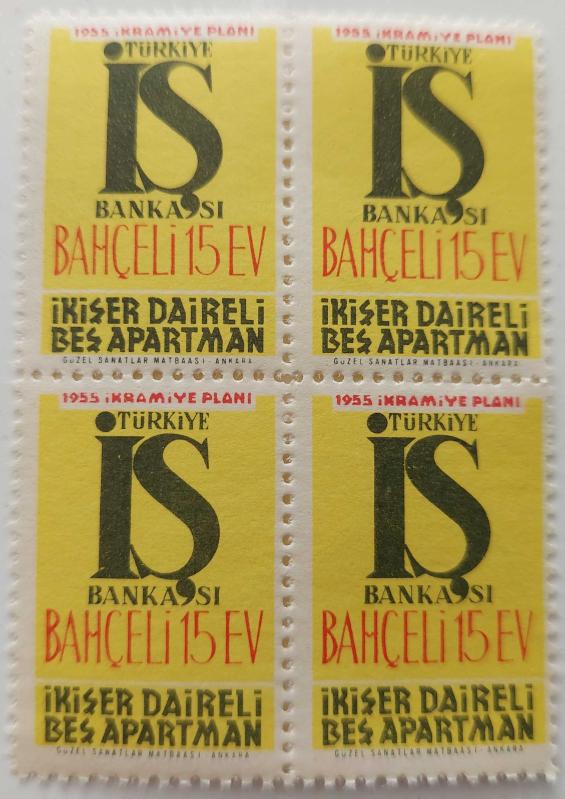 1955 İKRAMİYE PLANI
TÜRKİYE
İŞ
BANKASI
BAHÇELİ 15 EV
İKİŞER DAİRELİ
BEŞ APARTMAN
GÜZEL SANATLAR MATBAASI - ANKARA
1955 İKRAMİYE PLANI
TÜRKİYE
İŞ
BANKASI
BAHÇELİ 15 EV
İKİŞER DAİRELİ
BEŞ APARTMAN
GÜZEL SANATLAR MATBAASI - ANKARA
1955 İKRAMİYE PLANI
TÜRKİYE
İŞ
BANKASI
BAHÇELİ 15 EV
İKİŞER DAİRELİ
BEŞ APARTMAN
GÜZEL SANATLAR MATBAASI - ANKARA
1955 İKRAMİYE PLANI
TÜRKİYE
İŞ
BANKASI
BAHÇELİ 15 EV
İKİŞER DAİRELİ
BEŞ APARTMAN
GÜZEL SANATLAR MATBAASI - ANKARA